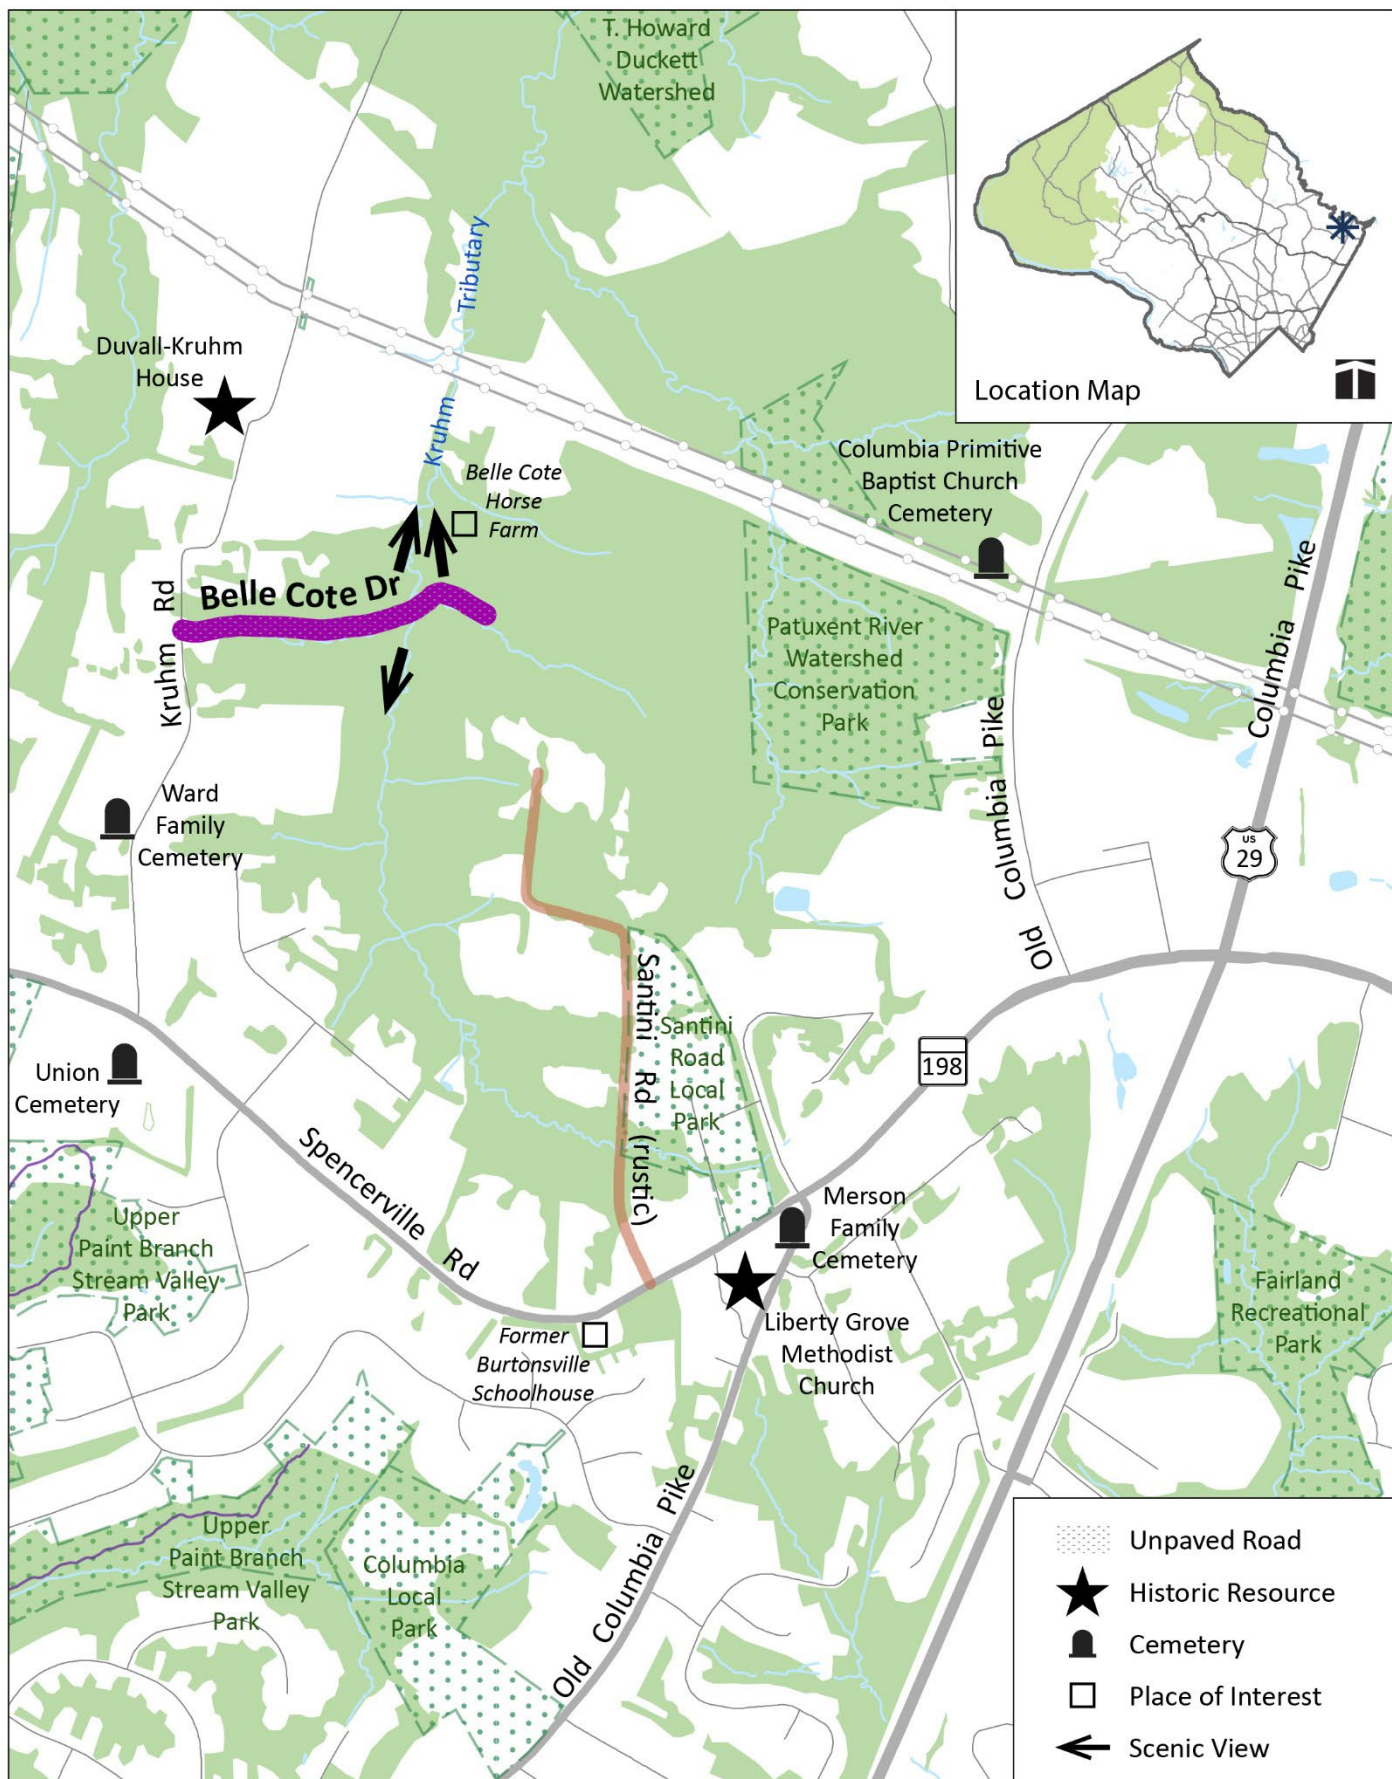 T. Howard
Duckett
Watershed
Location Map
Tributary
Kruhm
Duvall-Kruhm
House
Belle Cote
Horse
Farm
Columbia Primitive
Baptist Church
Cemetery
Columbia Pike
Kruhm Rd
Kruhm Rd
Belle Cote Dr
Patuxent River
Watershed
Conservation
Park
Old Columbia Pike
Ward
Family
Cemetery
US
29
Santini Rd (rustic)
Santini
Road
Local
Park
198
Union
Cemetery
Spencerville Rd
Upper
Paint Branch
Stream Valley
Park
Merson
Family
Cemetery
Fairland
Recreational
Park
Liberty Grove
Methodist
Church
Former
Burtonsville
Schoolhouse
Old Columbia Pike
Upper
Paint Branch
Stream Valley
Park
Columbia
Local
Park
Unpaved Road
Historic Resource
Cemetery
Place of Interest
Scenic View